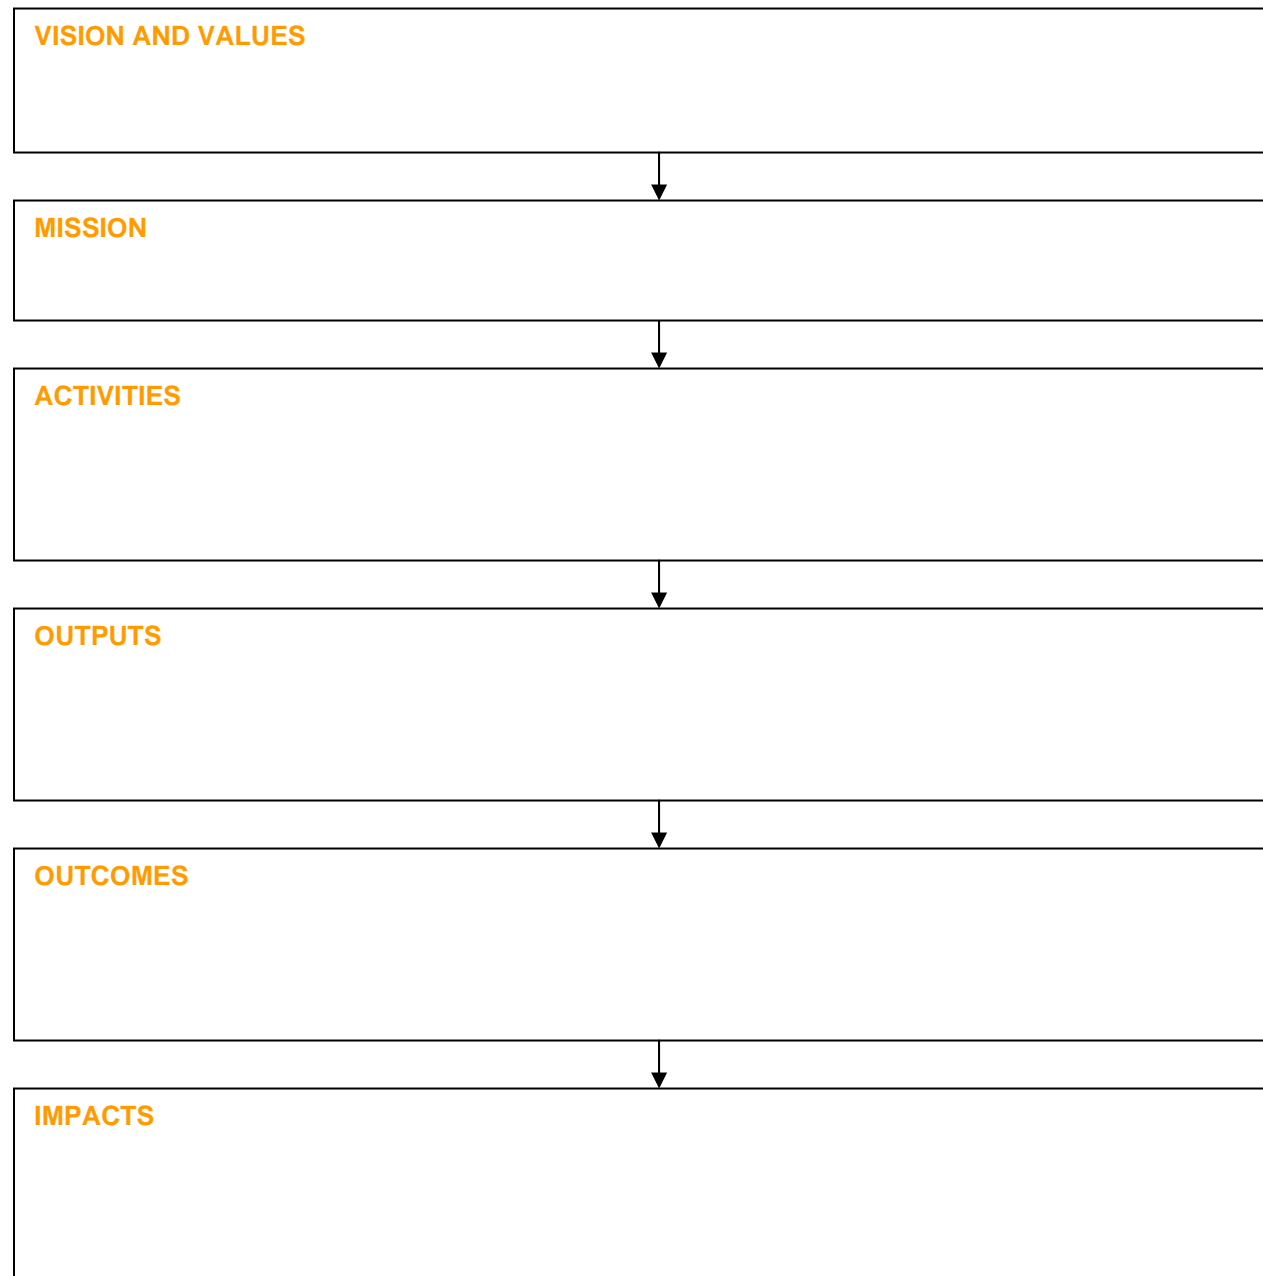 VISION AND VALUES
MISSION
ACTIVITIES
OUTPUTS
OUTCOMES
IMPACTS